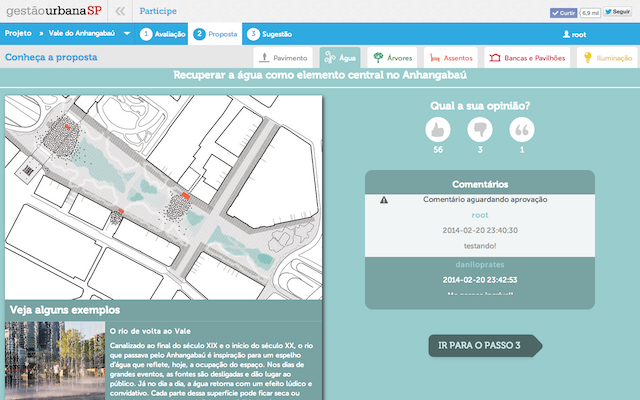 gestãourbanaSP
Participe
Curtir 6,9 mil
Seguir
Projeto » Vale do Anhangabaú
1 Avaliação
2 Proposta
3 Sugestão
root
Conheça a proposta
Pavimento
Água
Árvores
Assentos
Bancas e Pavilhões
Iluminação
Recuperar a água como elemento central no Anhangabaú
Qual a sua opinião?
56
3
1
Comentários
Comentário aguardando aprovação
root
2014-02-20 23:40:30
testando!
daniloprates
2014-02-20 23:42:53
IR PARA O PASSO 3
Veja alguns exemplos
O rio de volta ao Vale
Canalizado ao final do século XIX e o início do século XX, o rio
que passava pelo Anhangabaú é inspiração para um espelho
d'água que reflete, hoje, a ocupação do espaço. Nos dias de
grandes eventos, as fontes são desligadas e dão lugar ao
público. Já no dia a dia, a água retorna com um efeito lúdico e
convidativo. Cada parte dessa superfície pode ficar seca ou